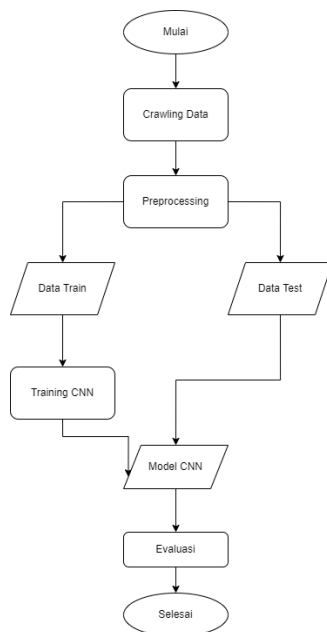 Mulai
Crawling Data
Preprocessing
Data Train
Data Test
Training CNN
Model CNN
Evaluasi
Selesai